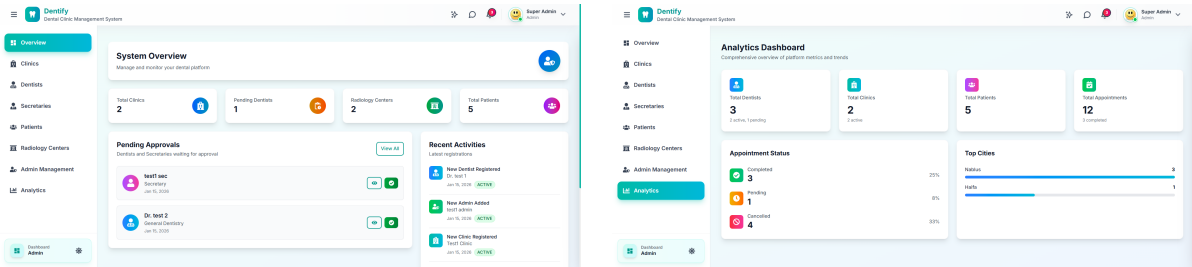 Dentify
Dental Clinic Management System
3
Super Admin
Admin
Overview
Clinics
Dentists
Secretaries
Patients
Radiology Centers
Admin Management
Analytics
Dashboard
Admin
System Overview
Manage and monitor your dental platform
Total Clinics
2
Pending Dentists
1
Radiology Centers
2
Total Patients
5
Pending Approvals
Dentists and Secretaries waiting for approval
View All
test1 sec
Secretary
Jan 15, 2026
Dr. test 2
General Dentistry
Jan 15, 2026
Recent Activities
Latest registrations
New Dentist Registered
Dr. test 1
Jan 15, 2026 ACTIVE
New Admin Added
test1 admin
Jan 15, 2026 ACTIVE
New Clinic Registered
Test1 Clinic
Jan 15, 2026 ACTIVE
Dentify
Dental Clinic Management System
Super Admin
Admin
Overview
Clinics
Dentists
Secretaries
Patients
Radiology Centers
Admin Management
Analytics
Dashboard
Admin
Analytics Dashboard
Comprehensive overview of platform metrics and trends
Total Dentists
3
2 active, 1 pending
Total Clinics
2
2 active
Total Patients
5
Total Appointments
12
3 completed
Appointment Status
Completed
3
25%
Pending
1
8%
Cancelled
4
33%
Top Cities
Nablus 3
Haifa 1